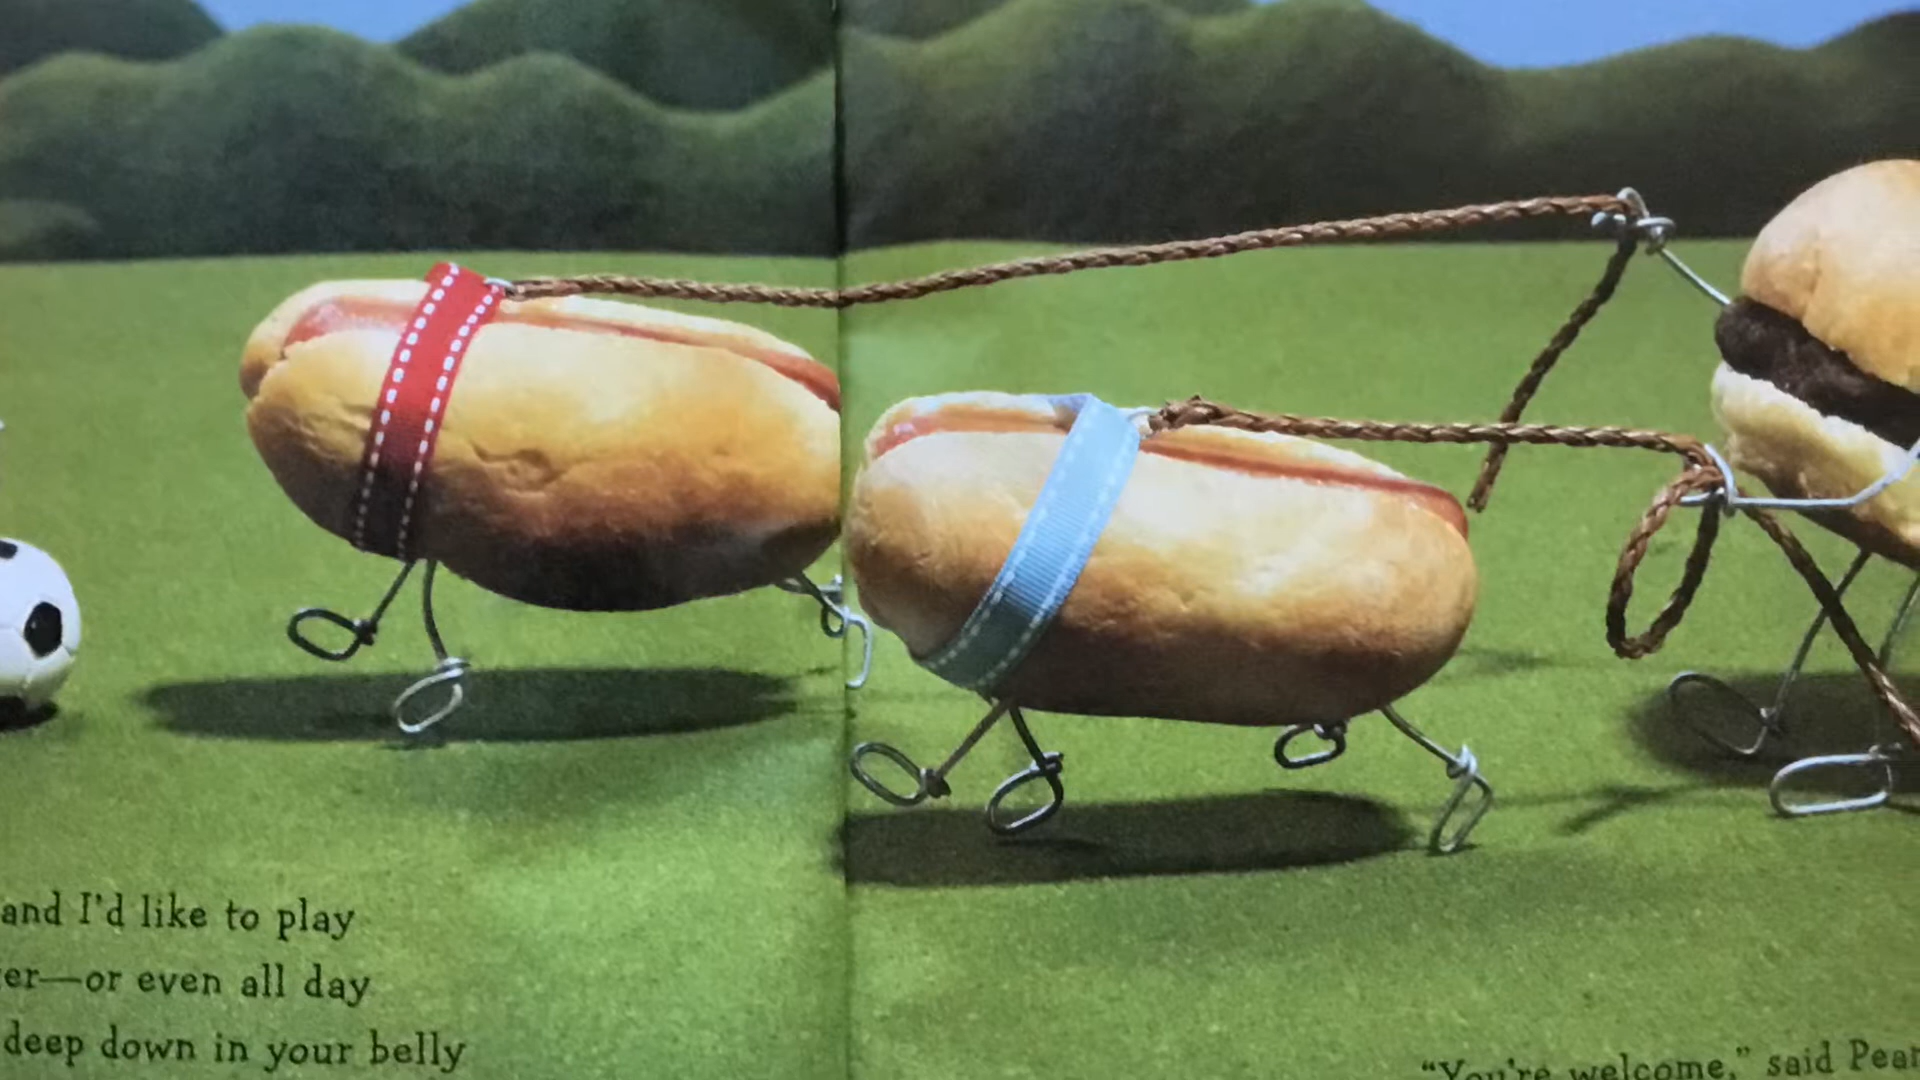 and I'd like to play
er—or even all day
deep down in your belly
"You're welcome," said